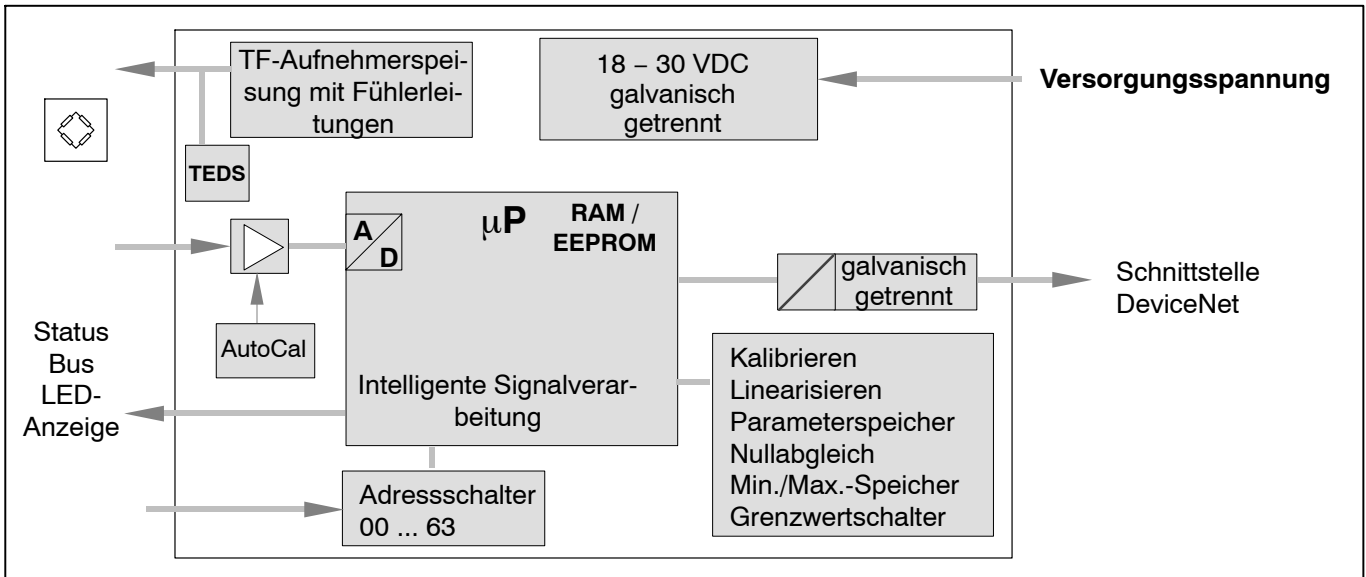 TF-Aufnehmerspei-
sung mit Fühlerlei-
tungen
18 – 30 VDC
galvanisch
getrennt
Versorgungsspannung
TEDS
A
D
μP
RAM /
EEPROM
galvanisch
getrennt
Schnittstelle
DeviceNet
AutoCal
Status
Bus
LED-
Anzeige
Intelligente Signalverar-
beitung
Kalibrieren
Linearisieren
Parameterspeicher
Nullabgleich
Min./Max.-Speicher
Grenzwertschalter
Adressschalter
00 ... 63